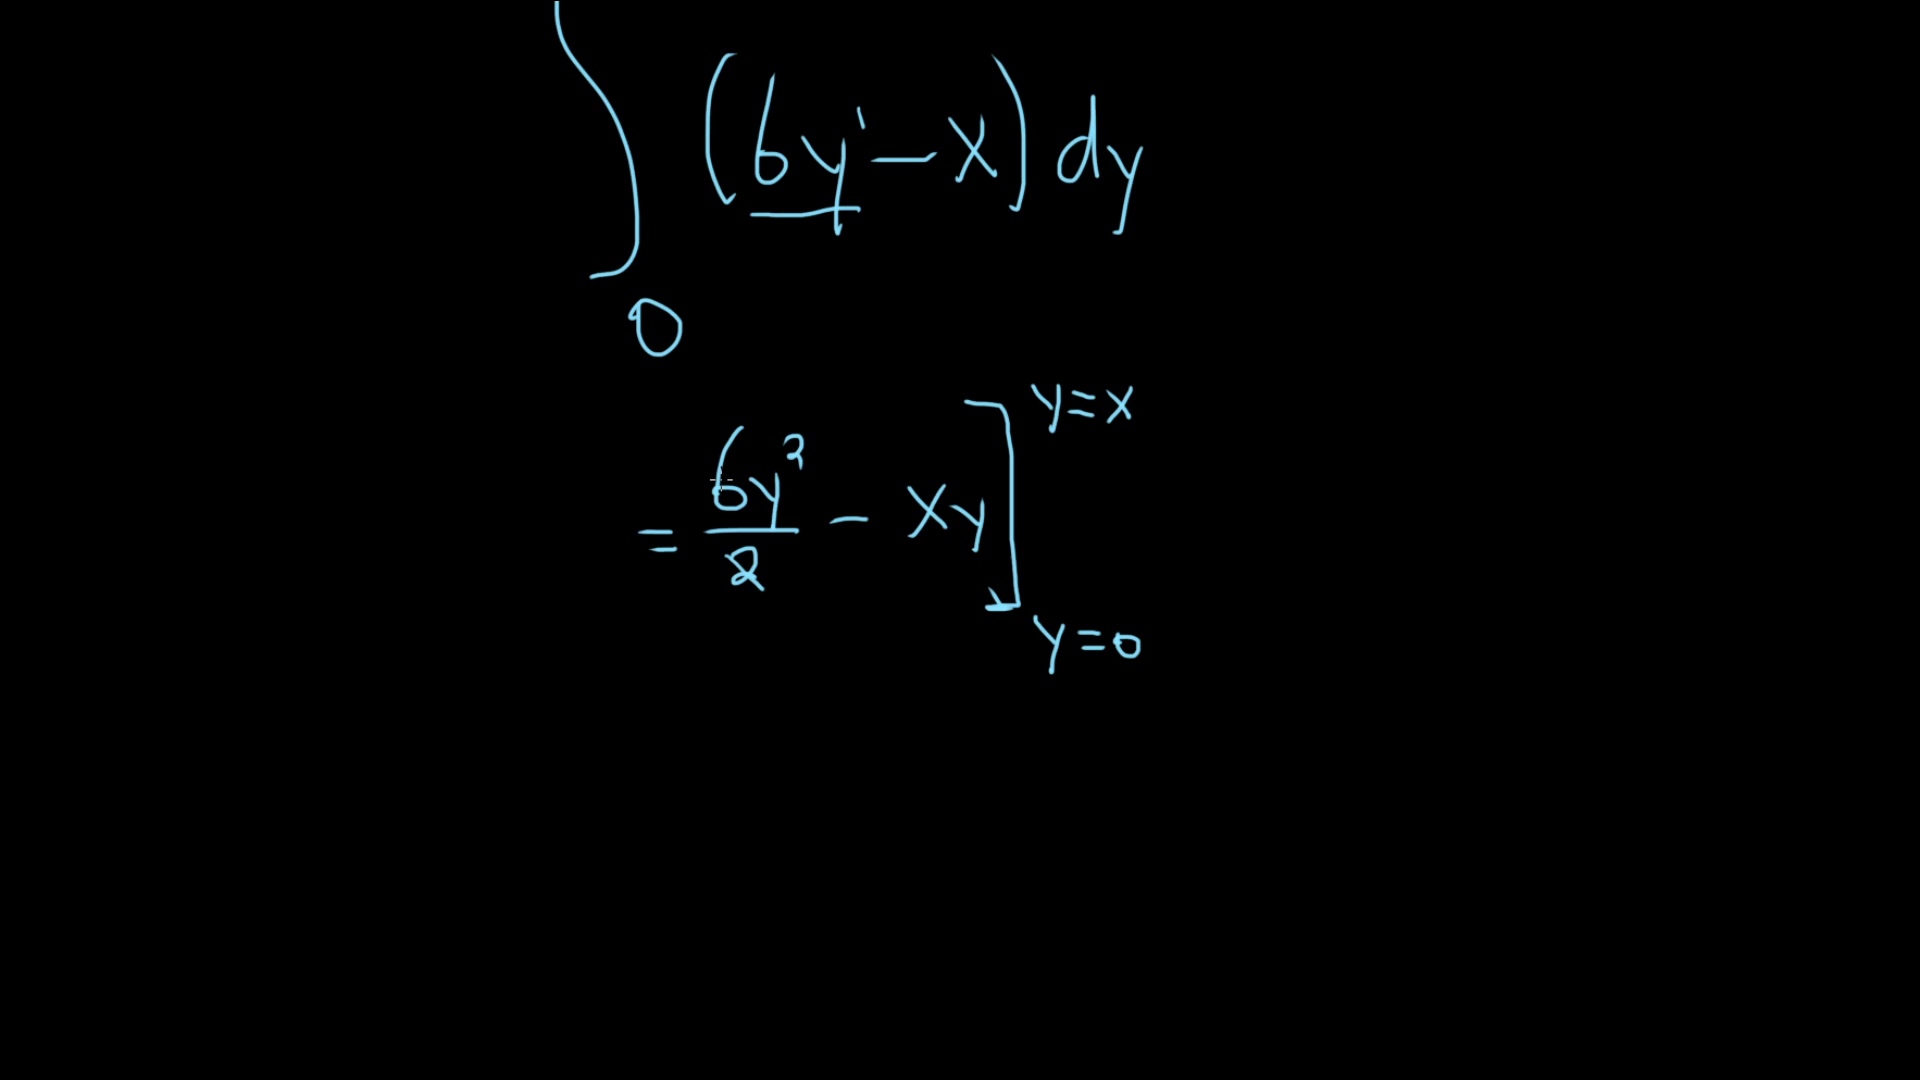 ∫ (6y¹ − x) dy
0
y = x
= 6y²/2 − xy ]
y = 0